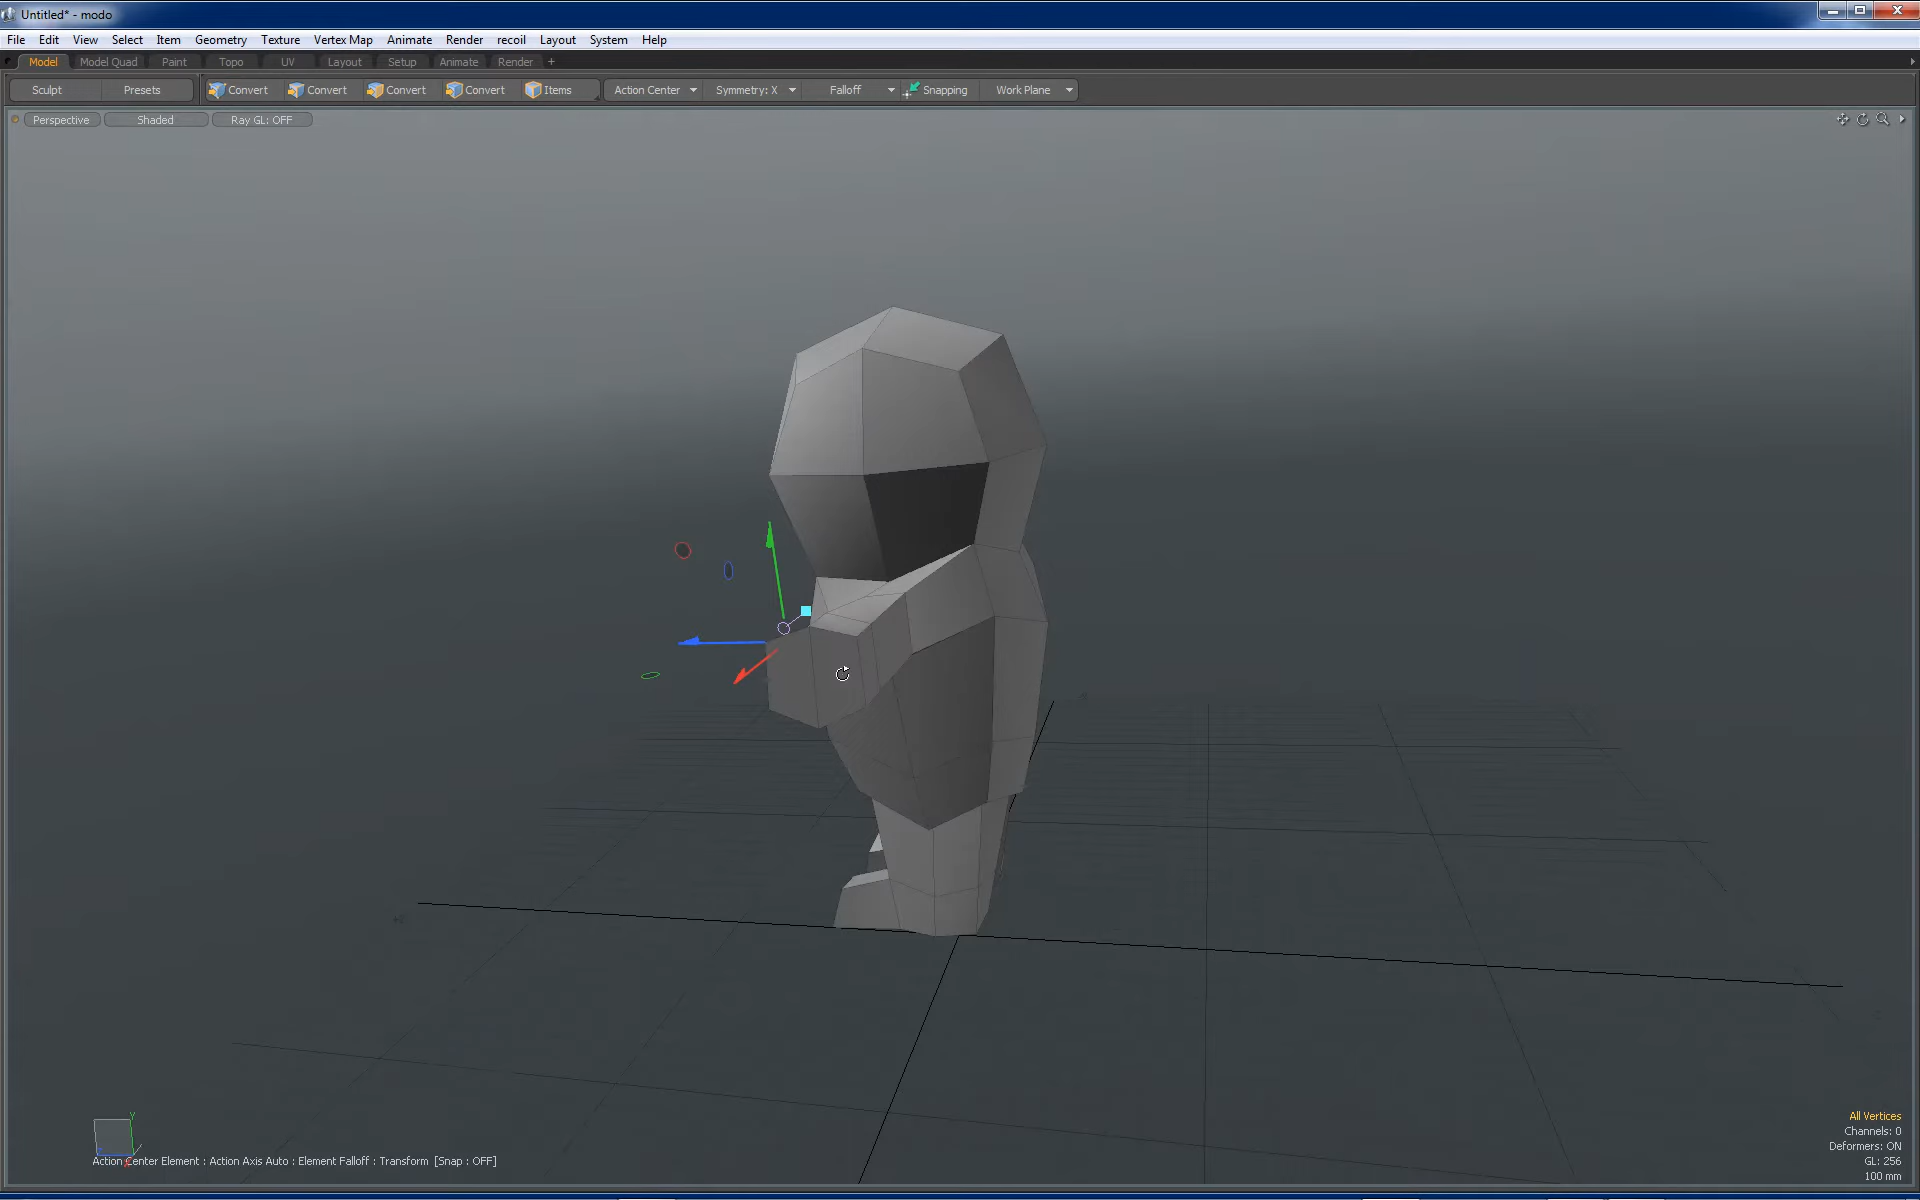 Untitled* - modo
File Edit View Select Item Geometry Texture Vertex Map Animate Render recoil Layout System Help
Model Model Quad Paint Topo UV Layout Setup Animate Render +
Sculpt Presets Convert Convert Convert Convert Items Action Center Symmetry: X Falloff Snapping Work Plane
Perspective Shaded Ray GL: OFF
Y
All Vertices
Channels: 0
Deformers: ON
GL: 256
100 mm
Action Center Element : Action Axis Auto : Element Falloff : Transform [Snap : OFF]